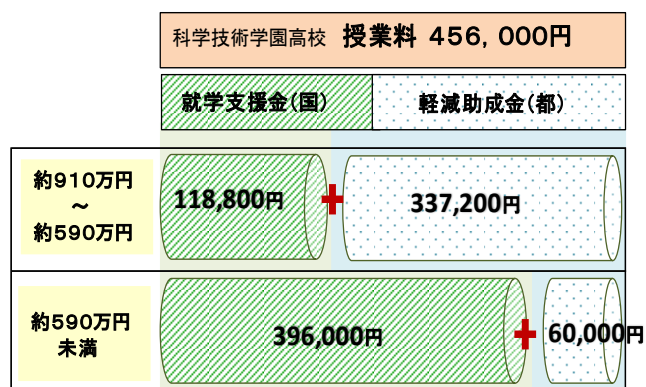 科学技術学園高校 授業料 ４５６，０００円
就学支援金（国） 軽減助成金（都）
約９１０万円
～
約５９０万円
118,800円 + 337,200円
約５９０万円
未満
396,000円 + 60,000円